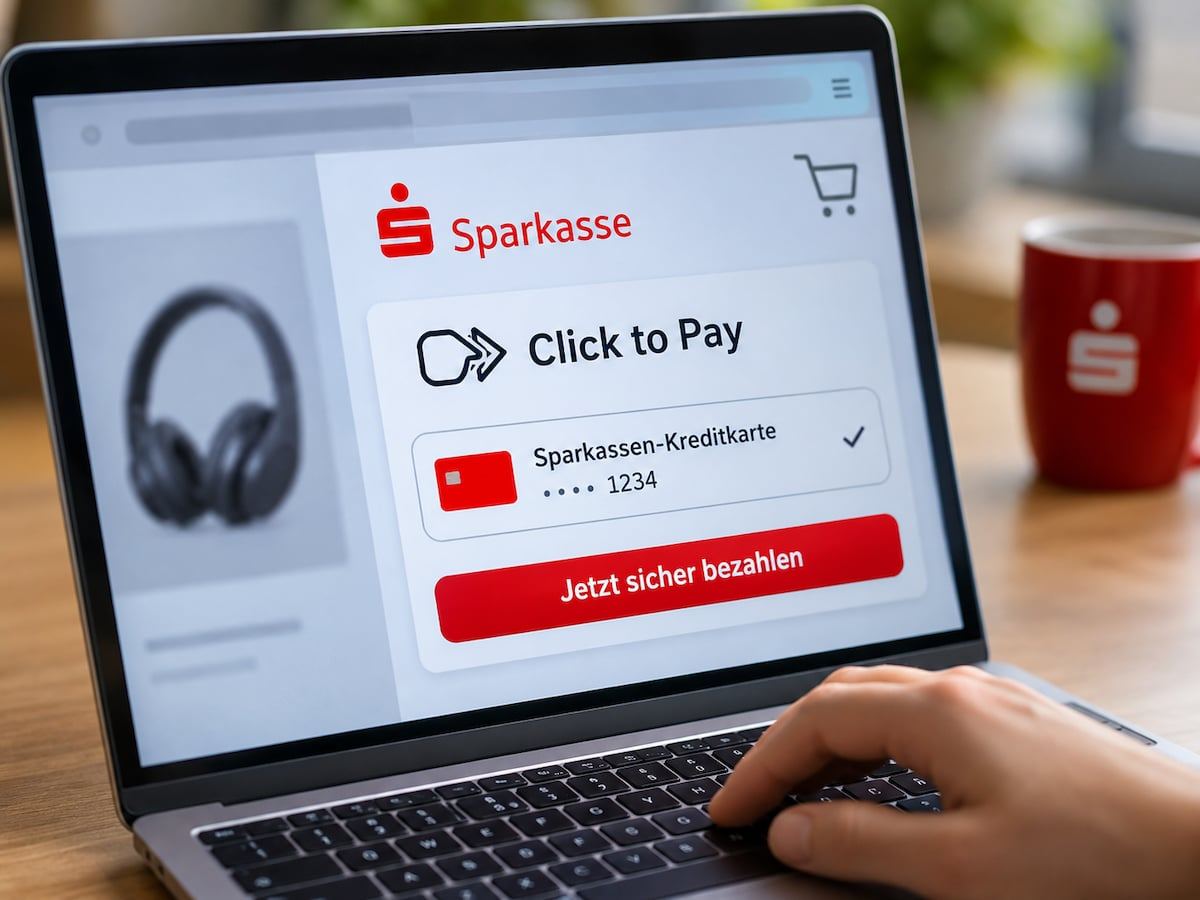 Sparkasse
Click to Pay
Sparkassen-Kreditkarte
•••• 1234
Jetzt sicher bezahlen